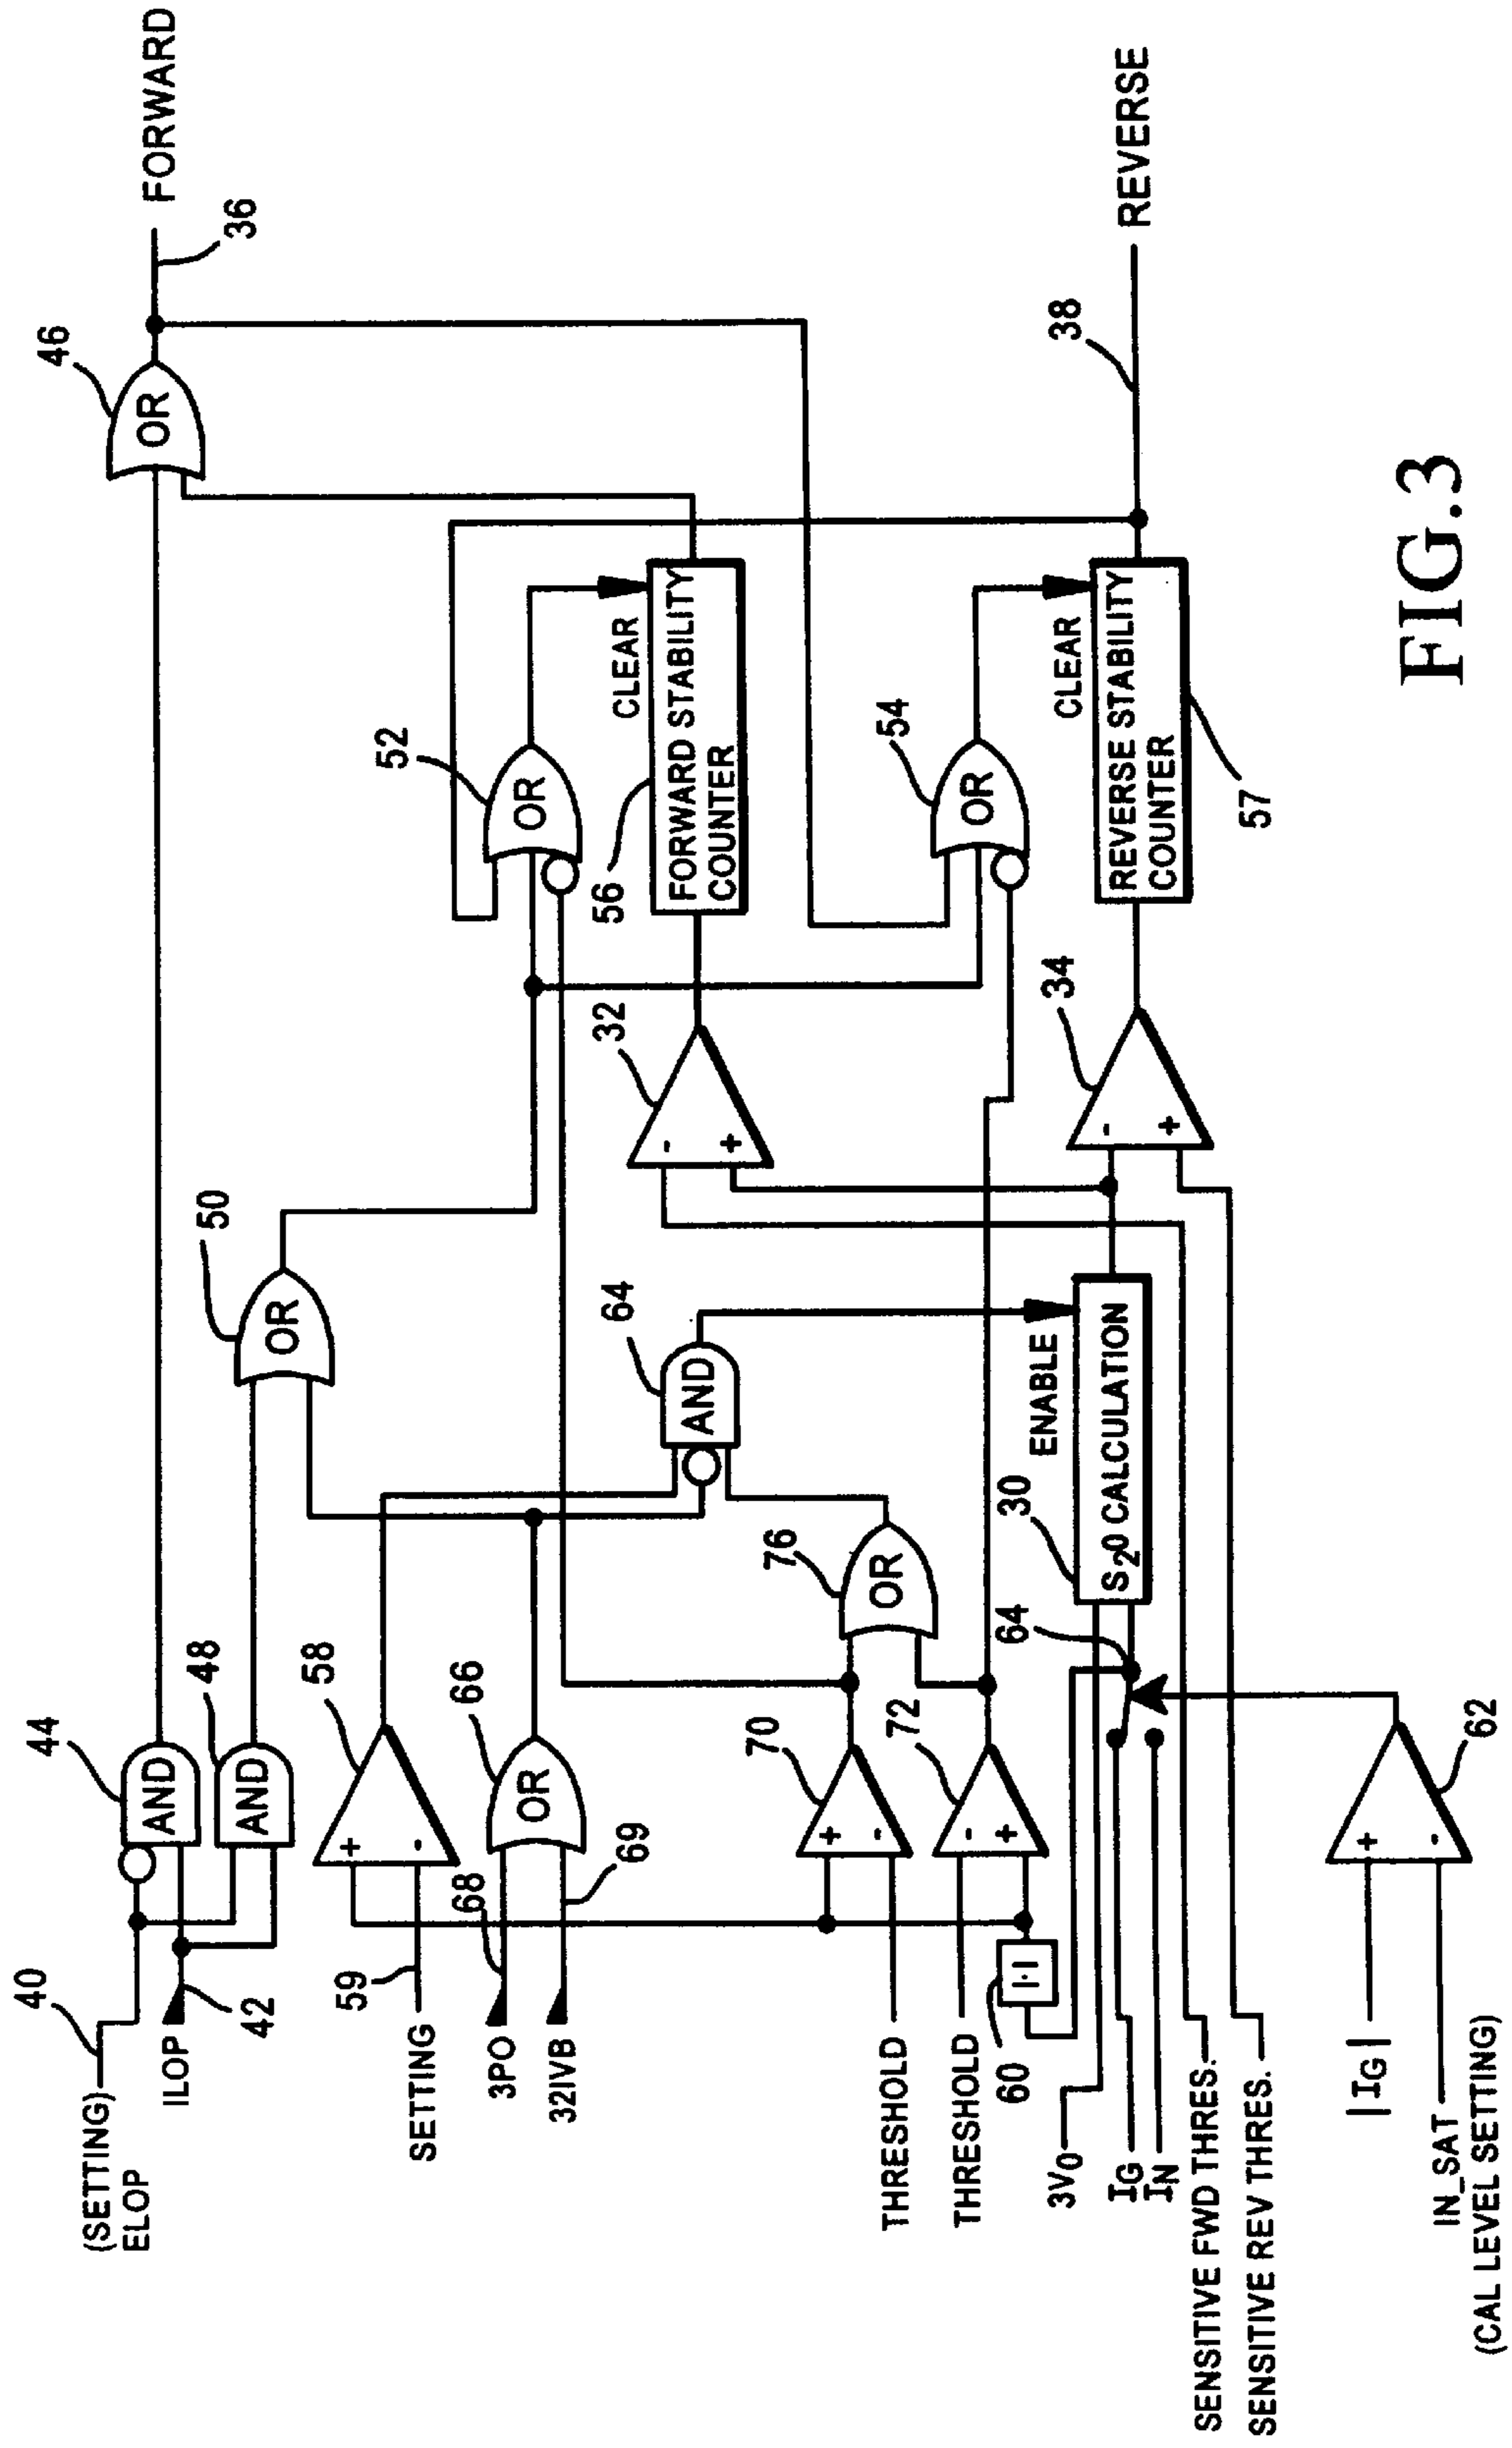 (SETTING)
ELOP
40
ILOP
42
44
AND
48
AND
SETTING
59
58
+
-
3PO
68
32IVB
69
66
OR
50
OR
46
OR
36
FORWARD
52
OR
CLEAR
56
FORWARD STABILITY
COUNTER
32
-
+
64
AND
76
OR
THRESHOLD
70
+
-
THRESHOLD
72
-
+
60
|·|
3V0
IG
IN
64
30
ENABLE
S20 CALCULATION
34
-
+
54
OR
CLEAR
REVERSE STABILITY
COUNTER
57
38
REVERSE
SENSITIVE FWD THRES.
SENSITIVE REV THRES.
|IG|
IN_SAT
(CAL LEVEL SETTING)
+
-
62
FIG.3